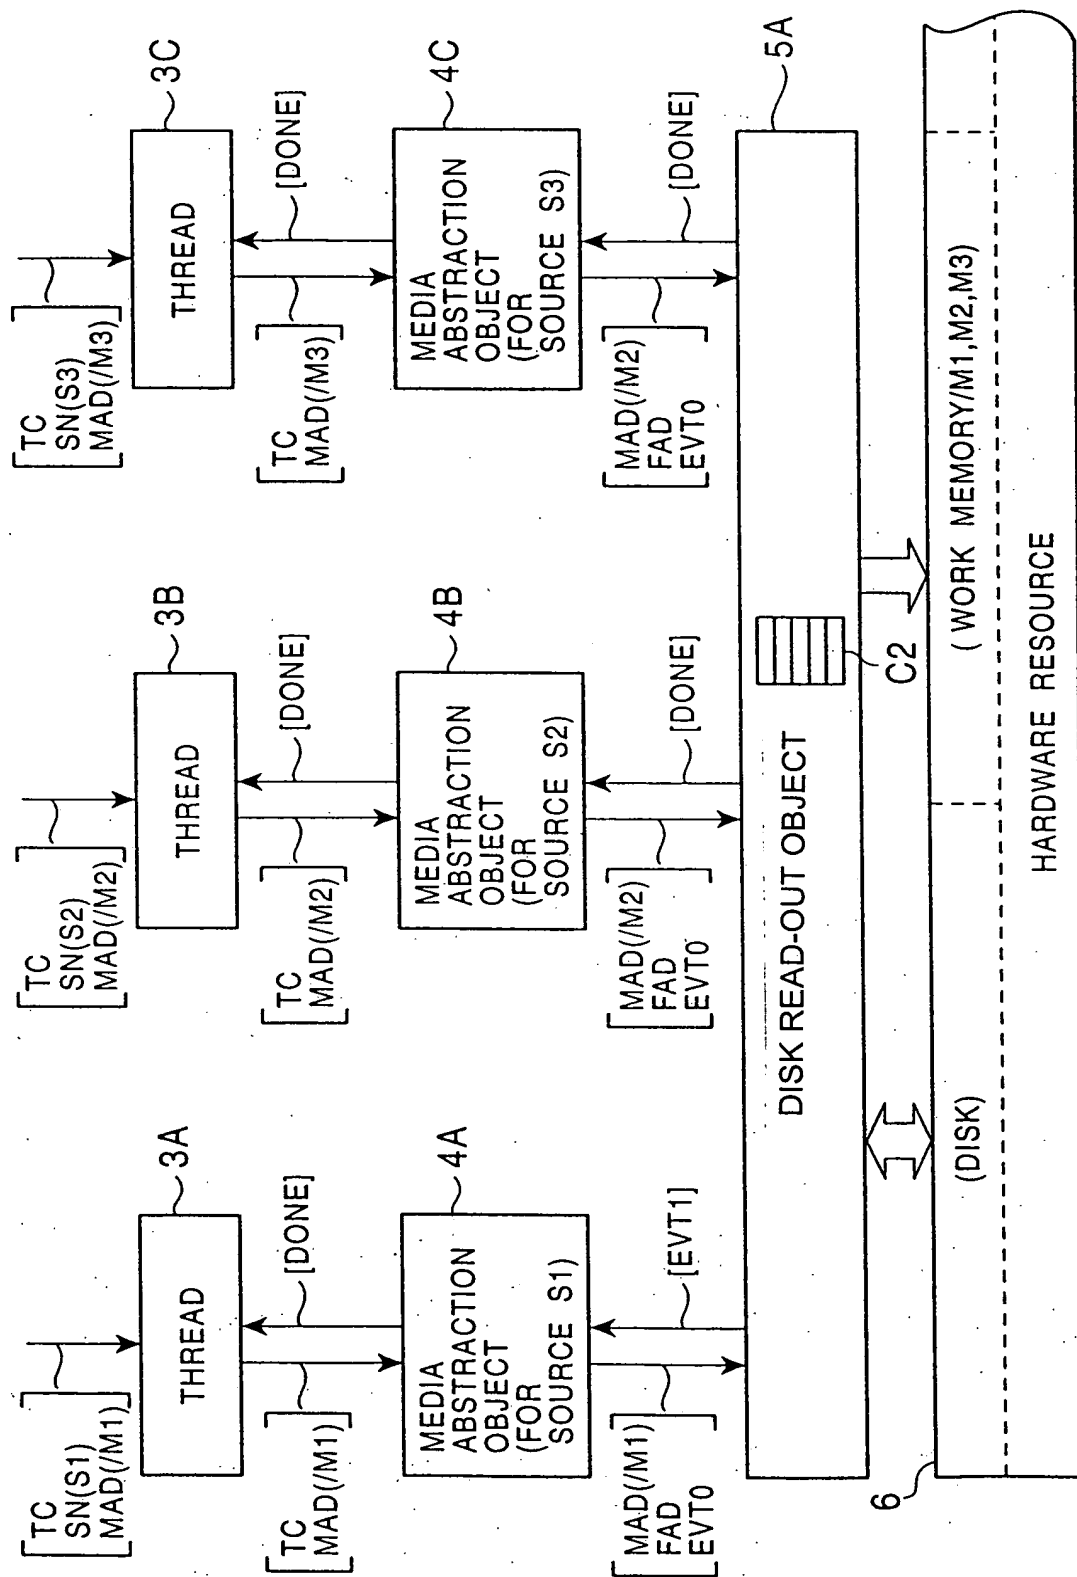 TC
SN(S1)
MAD(/M1)
3A
THREAD
TC
MAD(/M1)
[DONE]
4A
MEDIA
ABSTRACTION
OBJECT
(FOR
SOURCE S1)
MAD(/M1)
FAD
EVT0
[EVT1]
TC
SN(S2)
MAD(/M2)
3B
THREAD
TC
MAD(/M2)
[DONE]
4B
MEDIA
ABSTRACTION
OBJECT
(FOR
SOURCE S2)
MAD(/M2)
FAD
EVT0
[DONE]
TC
SN(S3)
MAD(/M3)
3C
THREAD
TC
MAD(/M3)
[DONE]
4C
MEDIA
ABSTRACTION
OBJECT
(FOR
SOURCE S3)
MAD(/M2)
FAD
EVT0
[DONE]
5A
DISK READ-OUT OBJECT
C2
6
(DISK)
(WORK MEMORY/M1,M2,M3)
HARDWARE RESOURCE